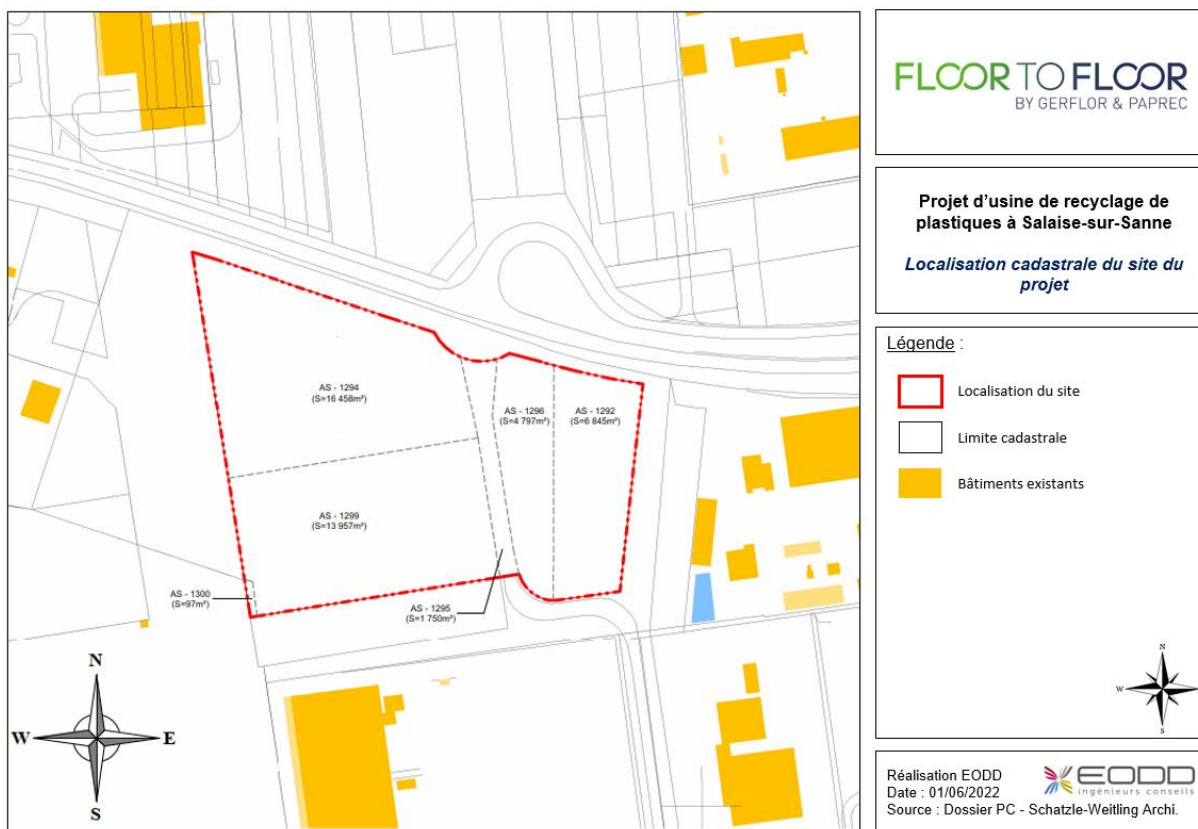 AS - 1294
(S=16 458m²)
AS - 1296
(S=4 797m²)
AS - 1292
(S=6 845m²)
AS - 1299
(S=13 957m²)
AS - 1300
(S=97m²)
AS - 1295
(S=1 750m²)
N
W
E
S
FLOOR TO FLOOR
BY GERFLOR & PAPREC
Projet d'usine de recyclage de
plastiques à Salaise-sur-Sanne
Localisation cadastrale du site du
projet
Légende :
Localisation du site
Limite cadastrale
Bâtiments existants
N
W
S
Réalisation EODD
Date : 01/06/2022
Source : Dossier PC - Schatzle-Weitling Archi.
EODD
ingénieurs conseils